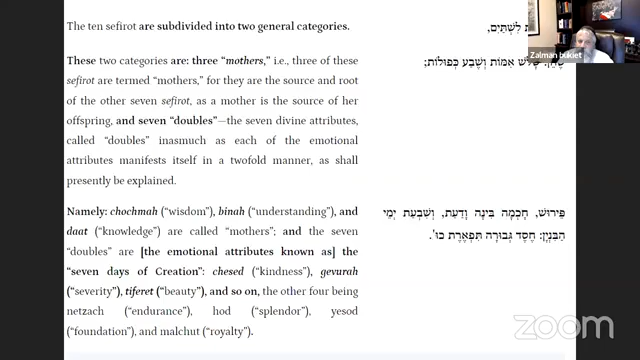 The ten sefirot are subdivided into two general categories.
לִשְׁתַּיִם,
These two categories are: three “mothers,” i.e., three of these
sefirot are termed “mothers,” for they are the source and root
of the other seven sefirot, as a mother is the source of her
offspring, and seven “doubles”—the seven divine attributes,
called “doubles” inasmuch as each of the emotional
attributes manifests itself in a twofold manner, as shall
presently be explained.
שָׁלֹשׁ אִמּוֹת וְשֶׁבַע כְּפוּלוֹת;
Namely: chochmah (“wisdom”), binah (“understanding”), and
daat (“knowledge”) are called “mothers”; and the seven
“doubles” are [the emotional attributes known as] the
“seven days of Creation”: chesed (“kindness”), gevurah
(“severity”), tiferet (“beauty”), and so on, the other four being
netzach (“endurance”), hod (“splendor”), yesod
(“foundation”), and malchut (“royalty”).
פֵּירוּשׁ, חָכְמָה בִּינָה וָדַעַת, וְשִׁבְעַת יְמֵי
הַבִּנְיָן: חֶסֶד גְּבוּרָה תִּפְאֶרֶת כוּ'.
Zalman bukiet
zoom